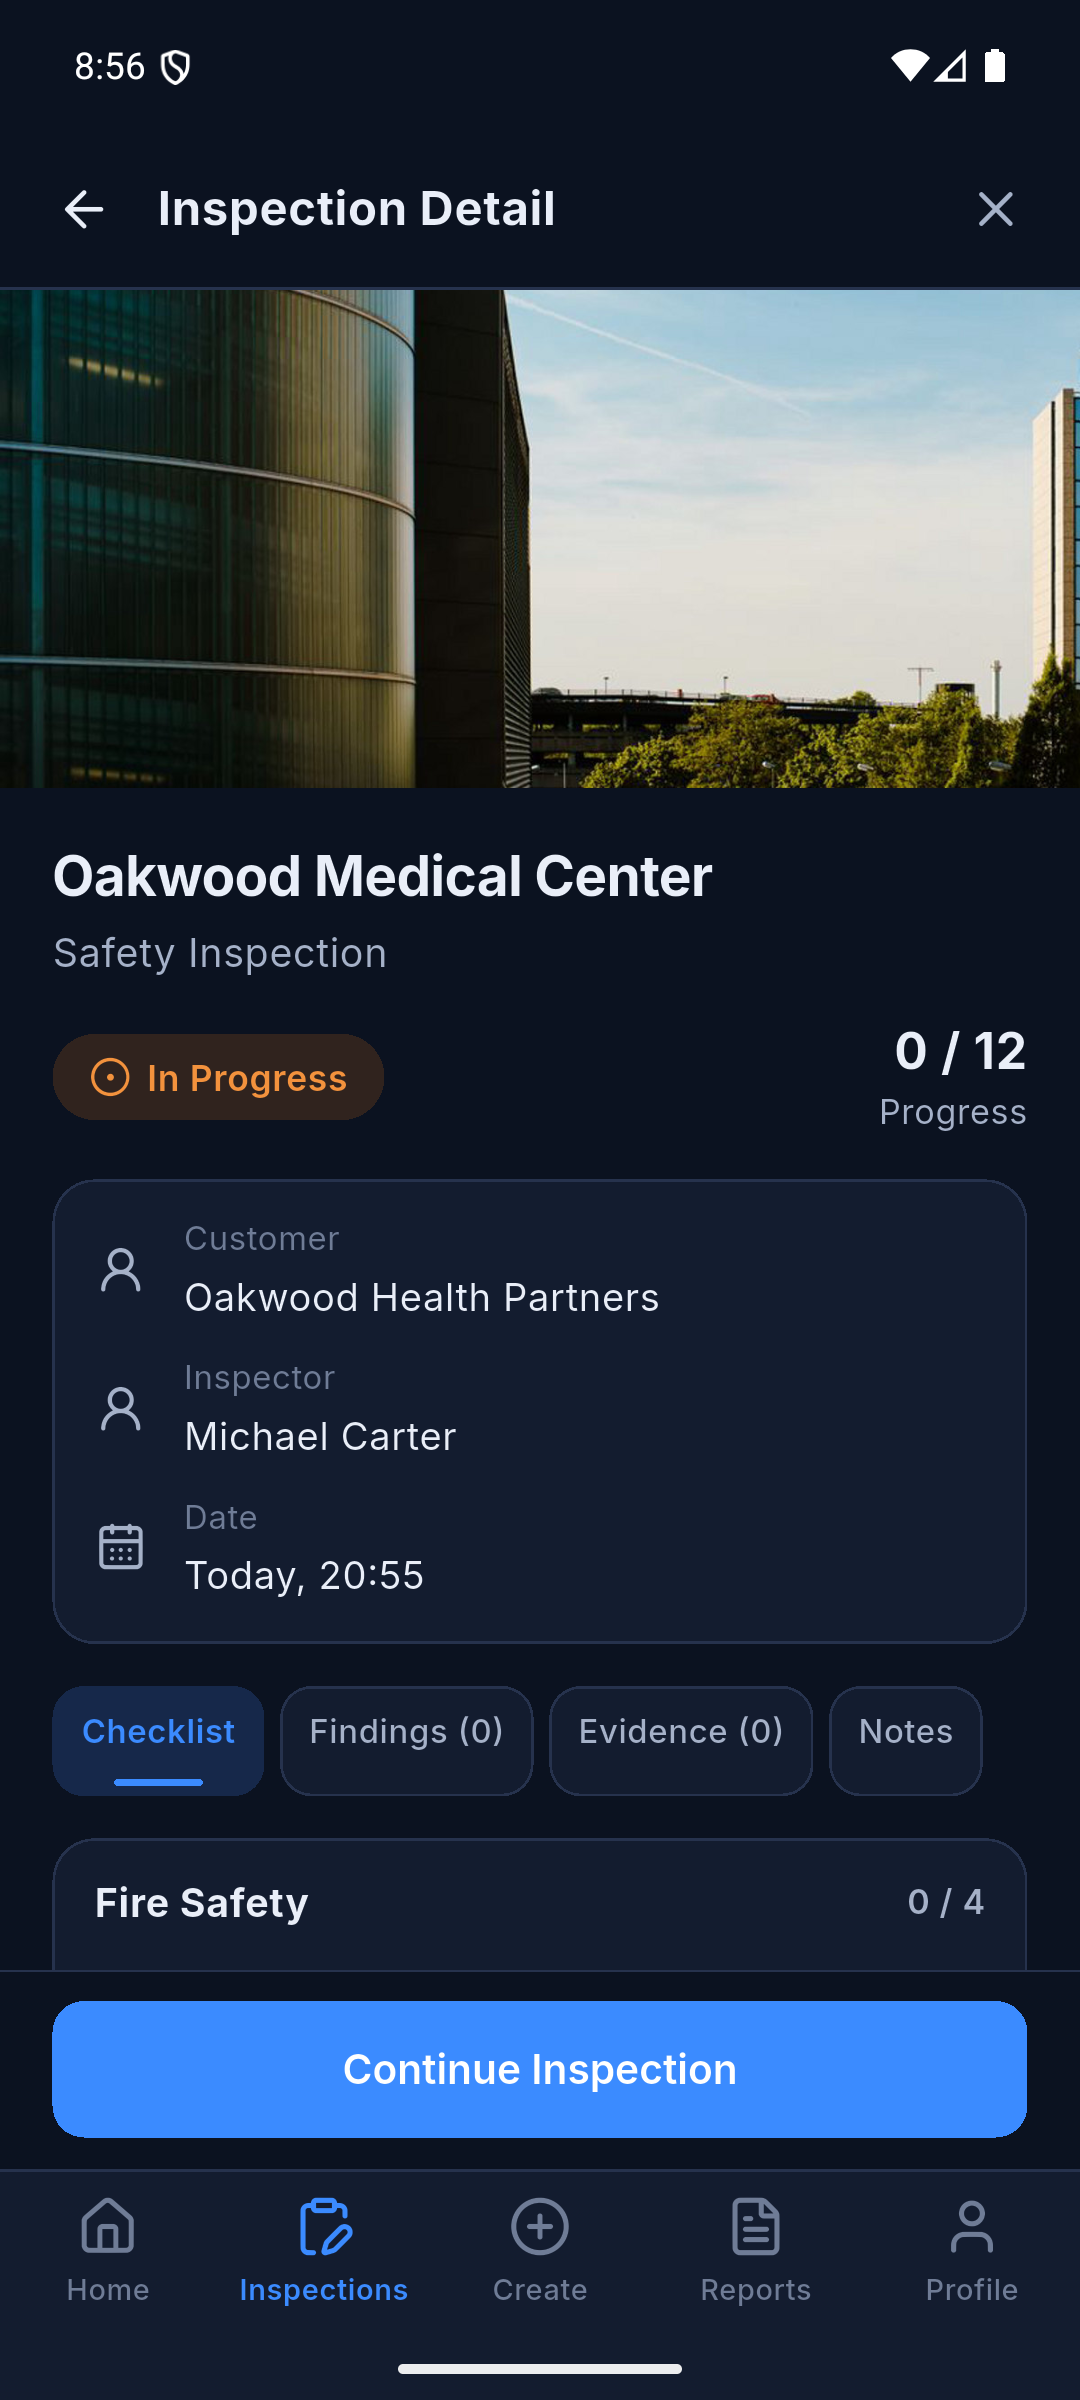 8:56
Inspection Detail
Oakwood Medical Center
Safety Inspection
In Progress
0 / 12
Progress
Customer
Oakwood Health Partners
Inspector
Michael Carter
Date
Today, 20:55
Checklist
Findings (0)
Evidence (0)
Notes
Fire Safety
0 / 4
Continue Inspection
Home
Inspections
Create
Reports
Profile